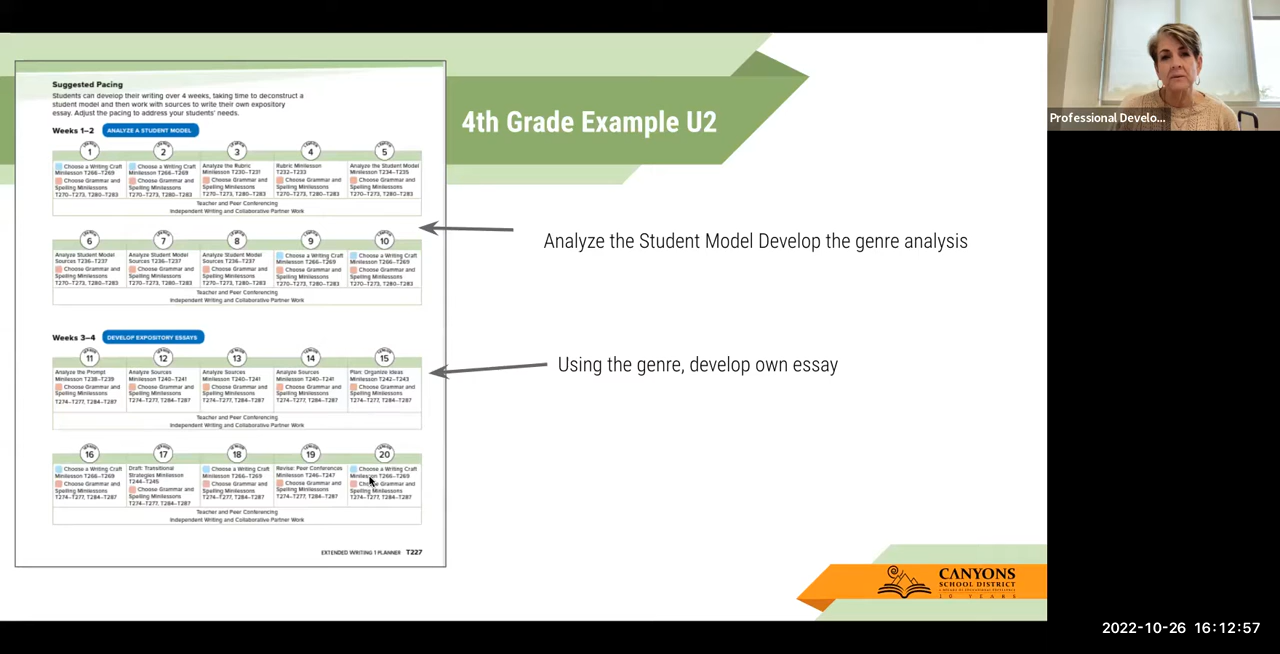 Suggested Pacing
Students can develop their writing over 4 weeks, taking time to deconstruct a
student model and then work with sources to write their own expository
essay. Adjust the pacing to address your students' needs.
Weeks 1–2 ANALYZE A STUDENT MODEL
1 2 3 4 5
Choose a Writing Craft Minilesson T266–T269
Choose Grammar and Spelling Minilessons T270–T273, T280–T283
Choose a Writing Craft Minilesson T266–T269
Choose Grammar and Spelling Minilessons T270–T273, T280–T283
Analyze the Rubric Minilesson T230–T231
Choose Grammar and Spelling Minilessons T270–T273, T280–T283
Rubric Minilesson T232–T233
Choose Grammar and Spelling Minilessons T270–T273, T280–T283
Analyze the Student Model Minilesson T234–T235
Choose Grammar and Spelling Minilessons T270–T273, T280–T283
Teacher and Peer Conferencing
Independent Writing and Collaborative Partner Work
6 7 8 9 10
Analyze Student Model Sources T236–T237
Choose Grammar and Spelling Minilessons T270–T273, T280–T283
Analyze Student Model Sources T236–T237
Choose Grammar and Spelling Minilessons T270–T273, T280–T283
Analyze Student Model Sources T236–T237
Choose Grammar and Spelling Minilessons T270–T273, T280–T283
Choose a Writing Craft Minilesson T266–T269
Choose Grammar and Spelling Minilessons T270–T273, T280–T283
Choose a Writing Craft Minilesson T266–T269
Choose Grammar and Spelling Minilessons T270–T273, T280–T283
Teacher and Peer Conferencing
Independent Writing and Collaborative Partner Work
Weeks 3–4 DEVELOP EXPOSITORY ESSAYS
11 12 13 14 15
Analyze the Prompt Minilesson T238–T239
Choose Grammar and Spelling Minilessons T274–T277, T284–T287
Analyze Sources Minilesson T240–T241
Choose Grammar and Spelling Minilessons T274–T277, T284–T287
Analyze Sources Minilesson T240–T241
Choose Grammar and Spelling Minilessons T274–T277, T284–T287
Analyze Sources Minilesson T240–T241
Choose Grammar and Spelling Minilessons T274–T277, T284–T287
Plan: Organize Ideas Minilesson T242–T243
Choose Grammar and Spelling Minilessons T274–T277, T284–T287
Teacher and Peer Conferencing
Independent Writing and Collaborative Partner Work
16 17 18 19 20
Choose a Writing Craft Minilesson T266–T269
Choose Grammar and Spelling Minilessons T274–T277, T284–T287
Draft: Transitional Strategies Minilesson T244–T245
Choose Grammar and Spelling Minilessons T274–T277, T284–T287
Choose a Writing Craft Minilesson T266–T269
Choose Grammar and Spelling Minilessons T274–T277, T284–T287
Revise: Peer Conferences Minilesson T246–T247
Choose Grammar and Spelling Minilessons T274–T277, T284–T287
Choose a Writing Craft Minilesson T266–T269
Choose Grammar and Spelling Minilessons T274–T277, T284–T287
Teacher and Peer Conferencing
Independent Writing and Collaborative Partner Work
EXTENDED WRITING 1 PLANNER T227
4th Grade Example U2
Analyze the Student Model Develop the genre analysis
Using the genre, develop own essay
CANYONS
SCHOOL DISTRICT
10 YEARS
Professional Develo...
2022-10-26 16:12:57